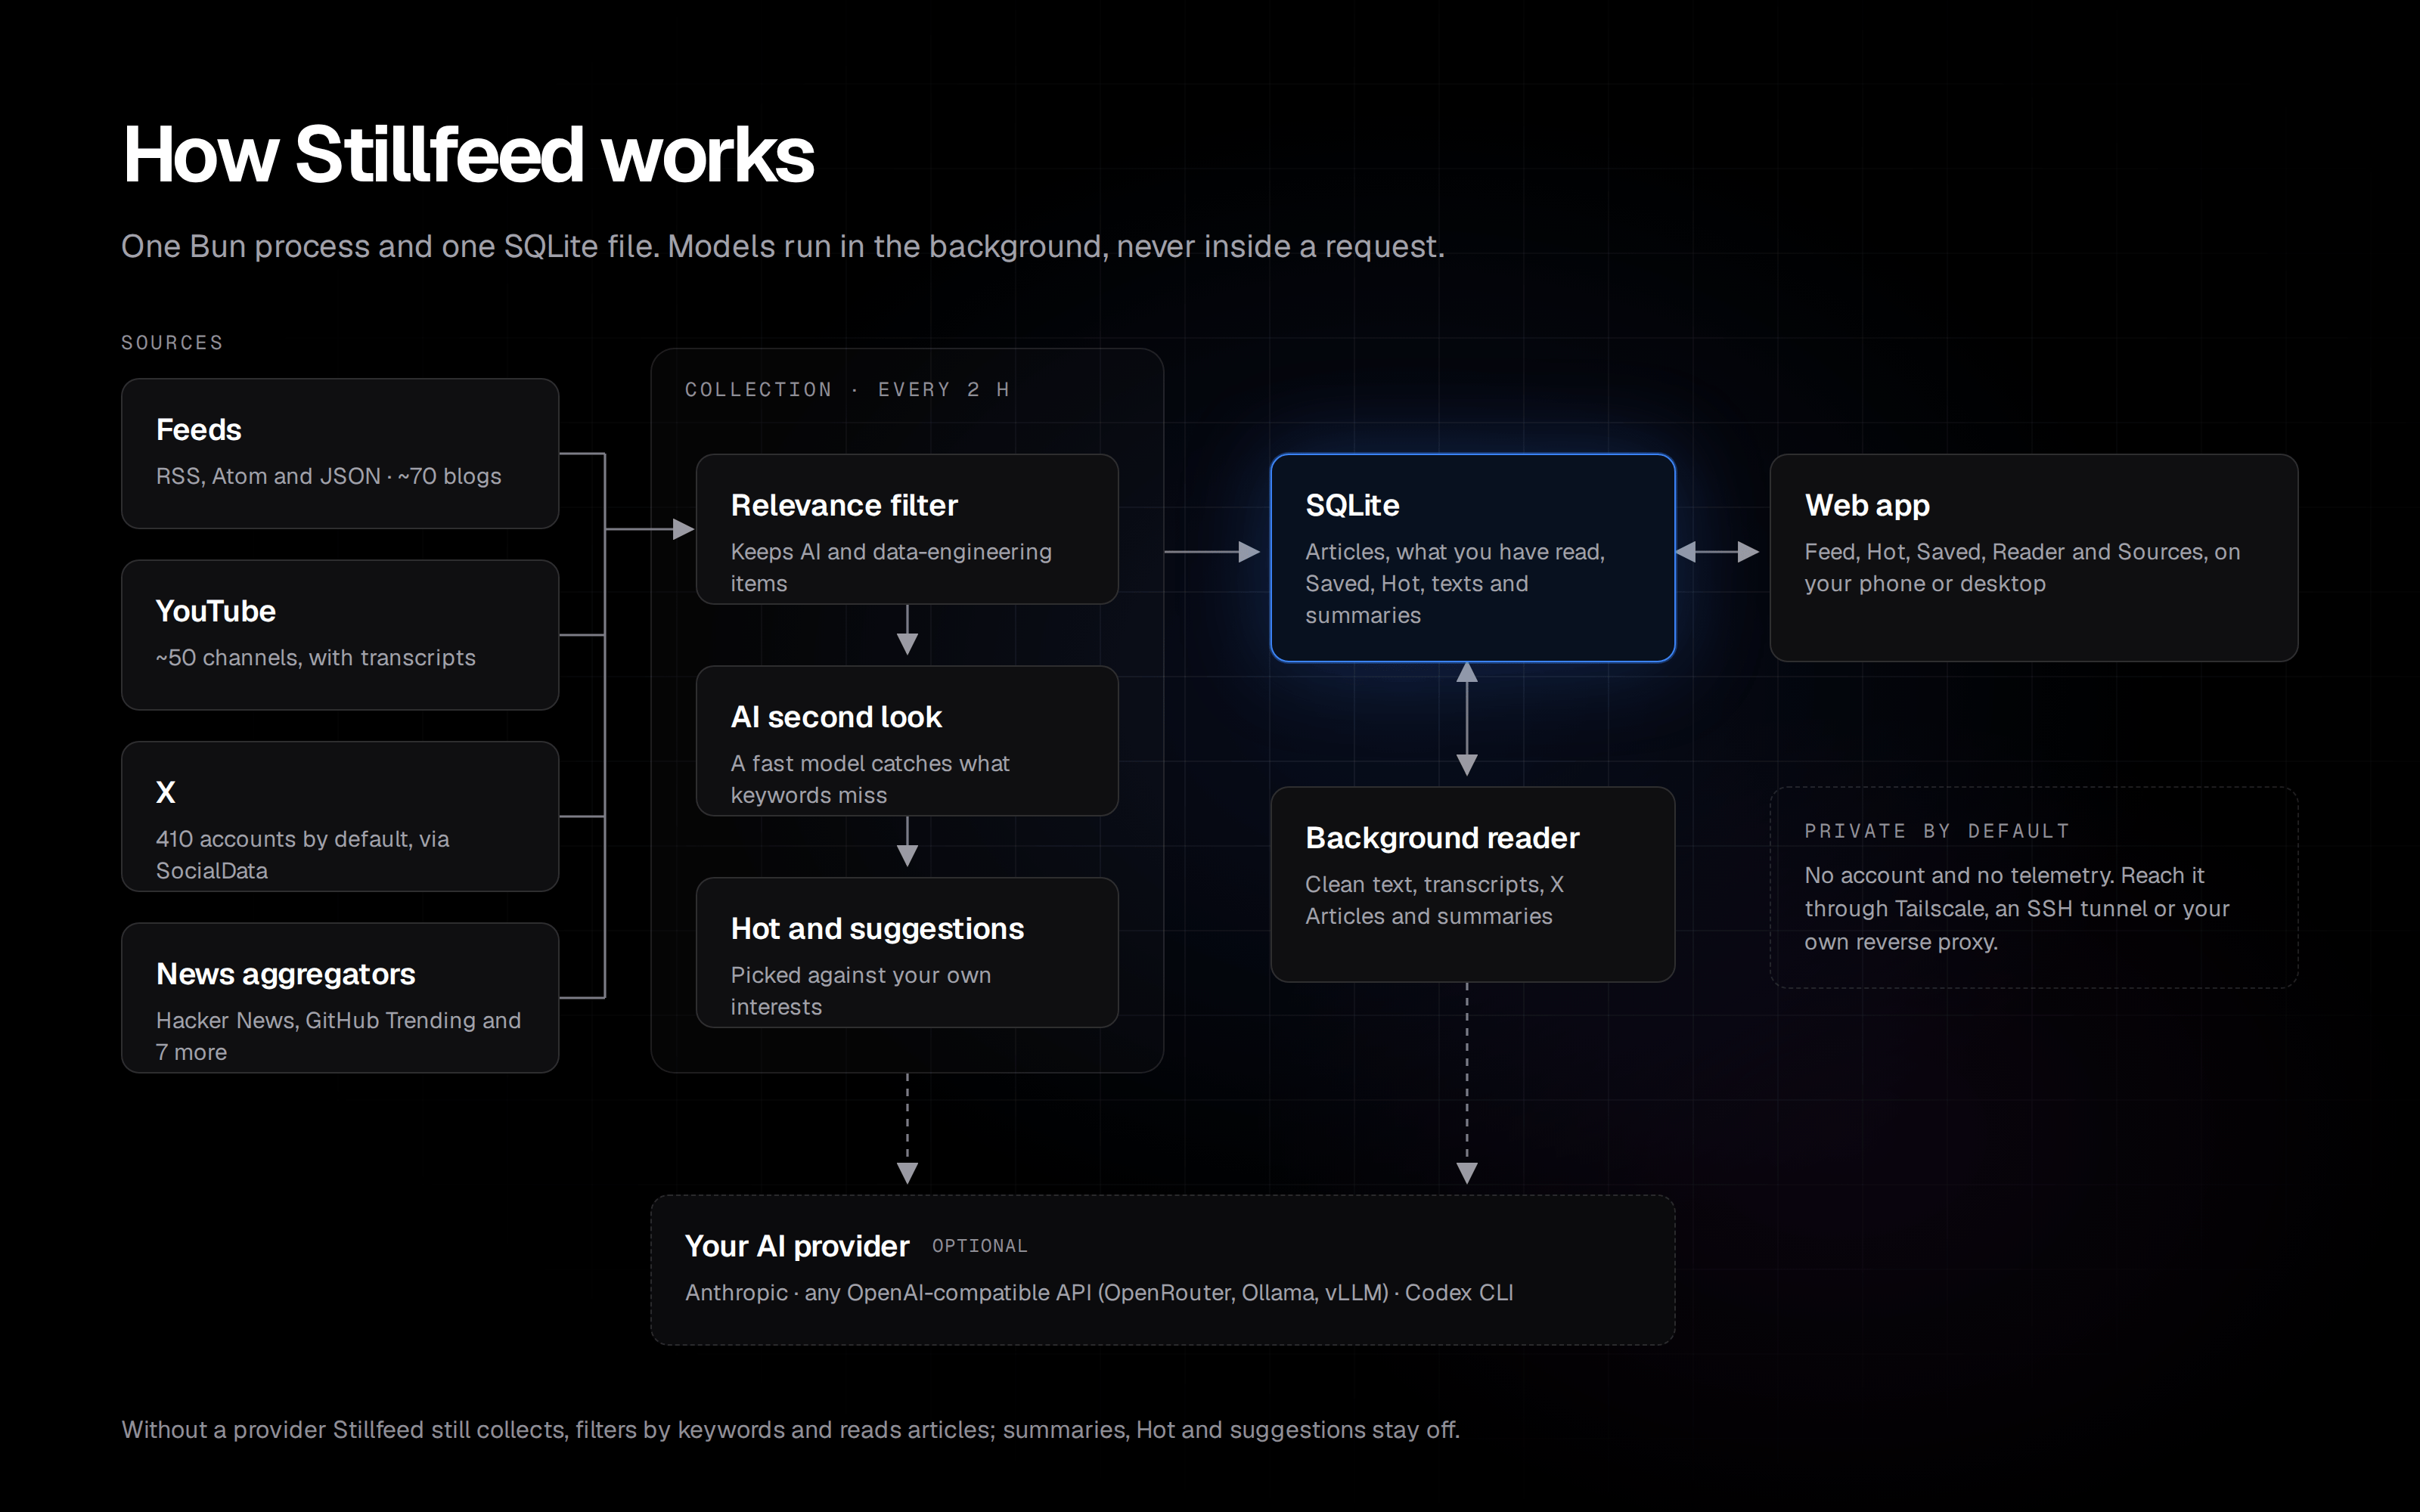 How Stillfeed works
One Bun process and one SQLite file. Models run in the background, never inside a request.
SOURCES
Feeds
RSS, Atom and JSON · ~70 blogs
YouTube
~50 channels, with transcripts
X
410 accounts by default, via
SocialData
News aggregators
Hacker News, GitHub Trending and
7 more
COLLECTION · EVERY 2 H
Relevance filter
Keeps AI and data-engineering
items
AI second look
A fast model catches what
keywords miss
Hot and suggestions
Picked against your own
interests
SQLite
Articles, what you have read,
Saved, Hot, texts and
summaries
Background reader
Clean text, transcripts, X
Articles and summaries
Web app
Feed, Hot, Saved, Reader and Sources, on
your phone or desktop
PRIVATE BY DEFAULT
No account and no telemetry. Reach it
through Tailscale, an SSH tunnel or your
own reverse proxy.
Your AI provider OPTIONAL
Anthropic · any OpenAI-compatible API (OpenRouter, Ollama, vLLM) · Codex CLI
Without a provider Stillfeed still collects, filters by keywords and reads articles; summaries, Hot and suggestions stay off.